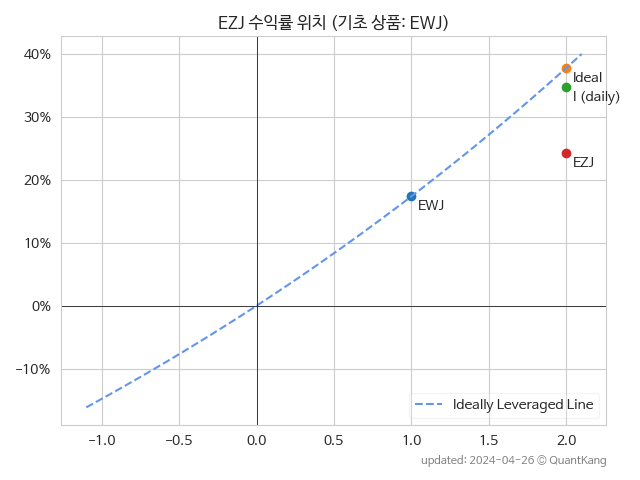 EZJ 수익률 위치 (기초 상품: EWJ)
40%
30%
20%
10%
0%
−10%
Ideal
I (daily)
EZJ
EWJ
Ideally Leveraged Line
−1.0 −0.5 0.0 0.5 1.0 1.5 2.0
updated: 2024-04-26 © QuantKang